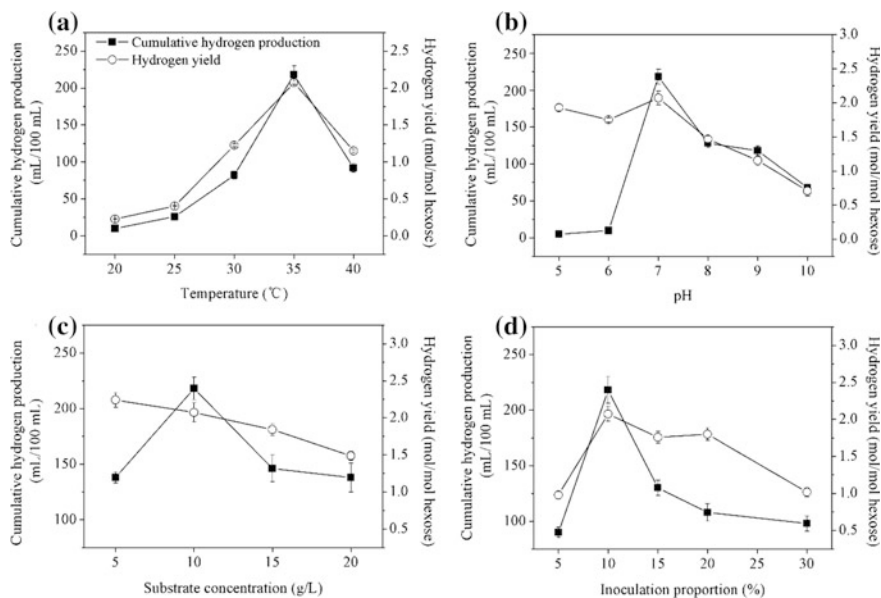 (a)
Cumulative hydrogen production
Hydrogen yield
Cumulative hydrogen production
(mL/100 mL)
250
200
150
100
50
0
2.5
2.0
1.5
1.0
0.5
0.0
Hydrogen yield (mol/mol hexose)
20 25 30 35 40
Temperature (℃)
(b)
Cumulative hydrogen production
(mL/100 mL)
250
200
150
100
50
0
3.0
2.5
2.0
1.5
1.0
0.5
0.0
Hydrogen yield (mol/mol hexose)
5 6 7 8 9 10
pH
(c)
Cumulative hydrogen production
(mL/100 mL)
250
200
150
100
3.0
2.5
2.0
1.5
1.0
0.5
Hydrogen yield (mol/mol hexose)
5 10 15 20
Substrate concentration (g/L)
(d)
Cumulative hydrogen production
(mL/100 mL)
250
200
150
100
3.0
2.5
2.0
1.5
1.0
0.5
Hydrogen yield (mol/mol hexose)
5 10 15 20 25 30
Inoculation proportion (%)